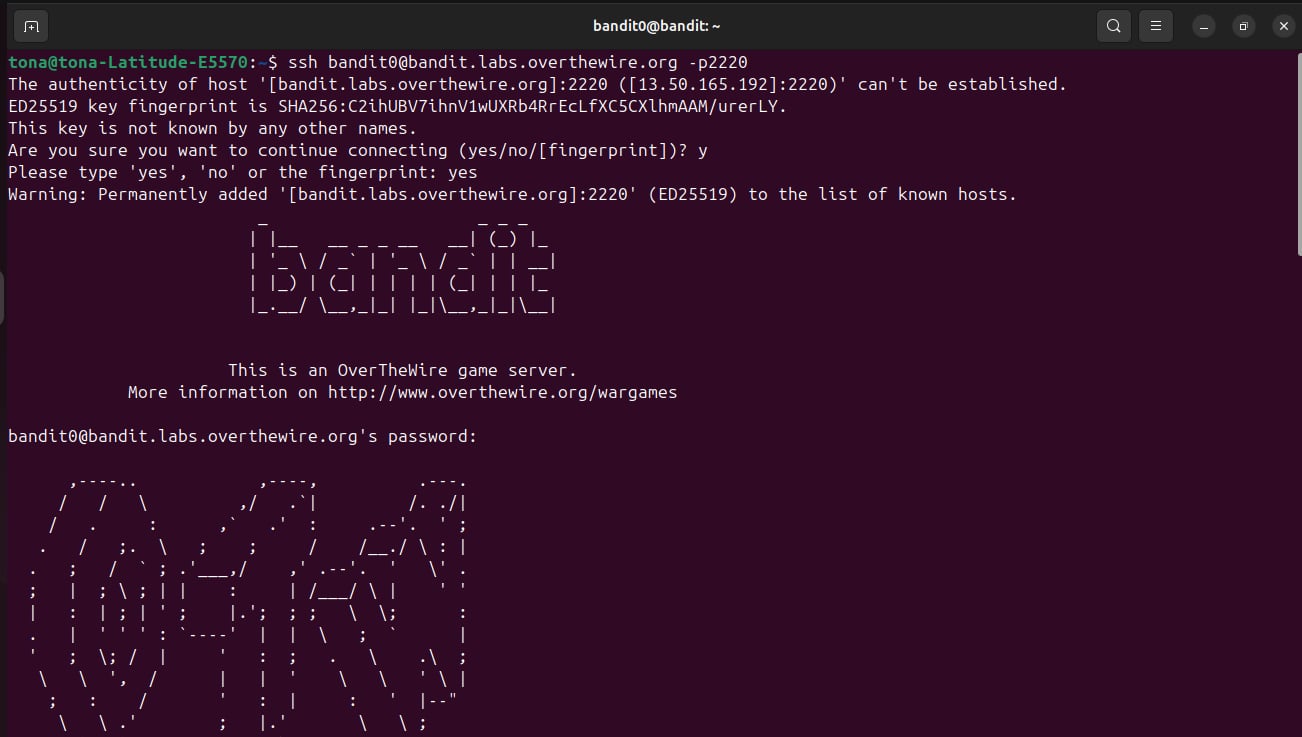 bandit0@bandit: ~
tona@tona-Latitude-E5570:~$ ssh bandit0@bandit.labs.overthewire.org -p2220
The authenticity of host '[bandit.labs.overthewire.org]:2220 ([13.50.165.192]:2220)' can't be established.
ED25519 key fingerprint is SHA256:C2ihUBV7ihnV1wUXRb4RrEcLfXC5CXlhmAAM/urerLY.
This key is not known by any other names.
Are you sure you want to continue connecting (yes/no/[fingerprint])? y
Please type 'yes', 'no' or the fingerprint: yes
Warning: Permanently added '[bandit.labs.overthewire.org]:2220' (ED25519) to the list of known hosts.
bandit
This is an OverTheWire game server.
More information on http://www.overthewire.org/wargames
bandit0@bandit.labs.overthewire.org's password: